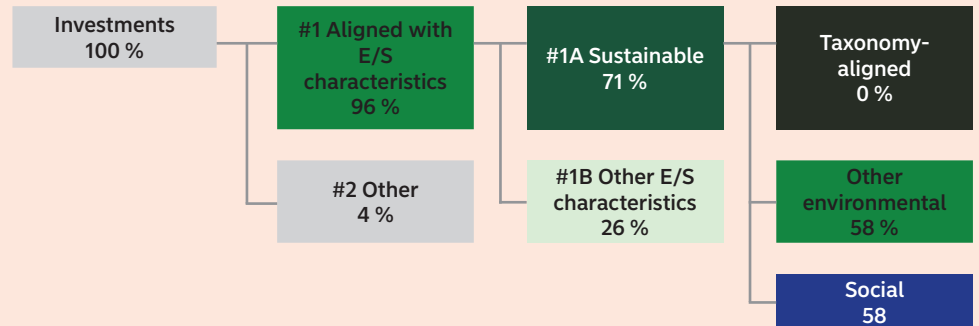 Investments
100 %
#1 Aligned with
E/S
characteristics
96 %
#2 Other
4 %
#1A Sustainable
71 %
#1B Other E/S
characteristics
26 %
Taxonomy-
aligned
0 %
Other
environmental
58 %
Social
58